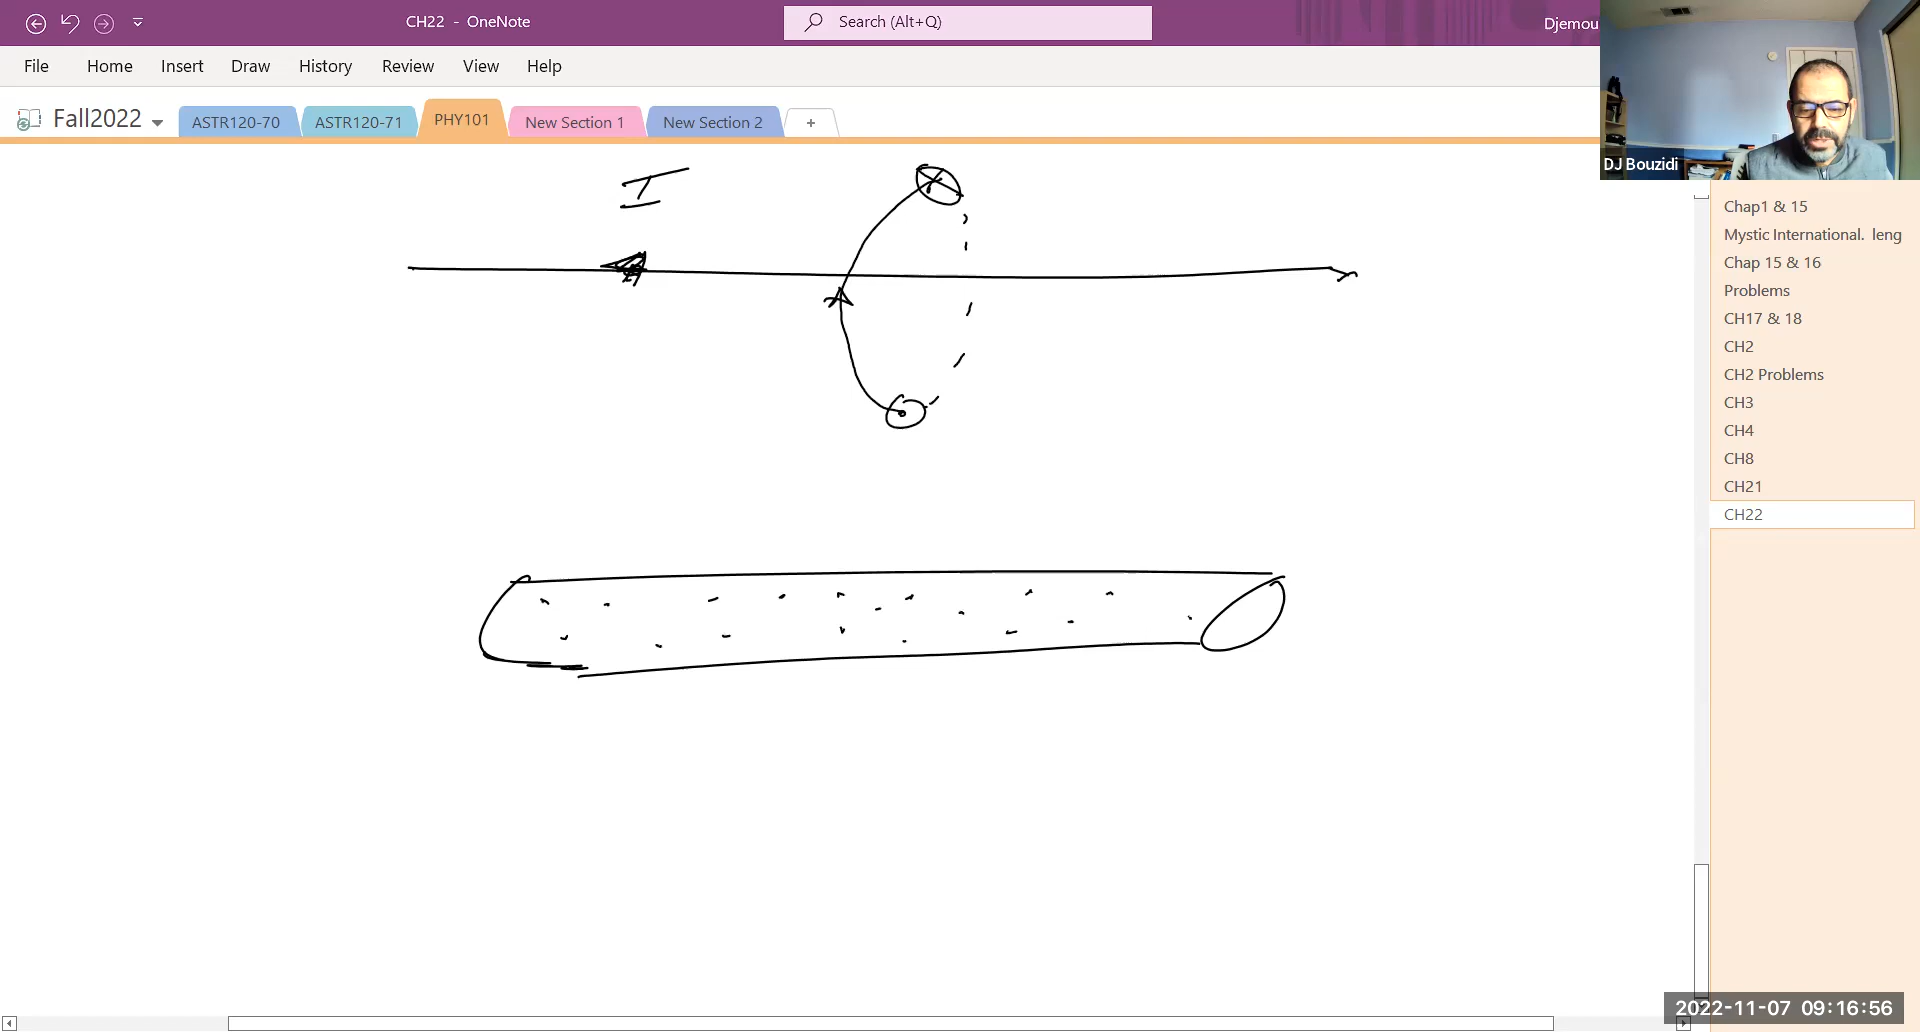 CH22 - OneNote
Search (Alt+Q)
Djemou
File Home Insert Draw History Review View Help
Fall2022 ASTR120-70 ASTR120-71 PHY101 New Section 1 New Section 2 +
DJ Bouzidi
I
Chap1 & 15
Mystic International. leng
Chap 15 & 16
Problems
CH17 & 18
CH2
CH2 Problems
CH3
CH4
CH8
CH21
CH22
2022-11-07 09:16:56